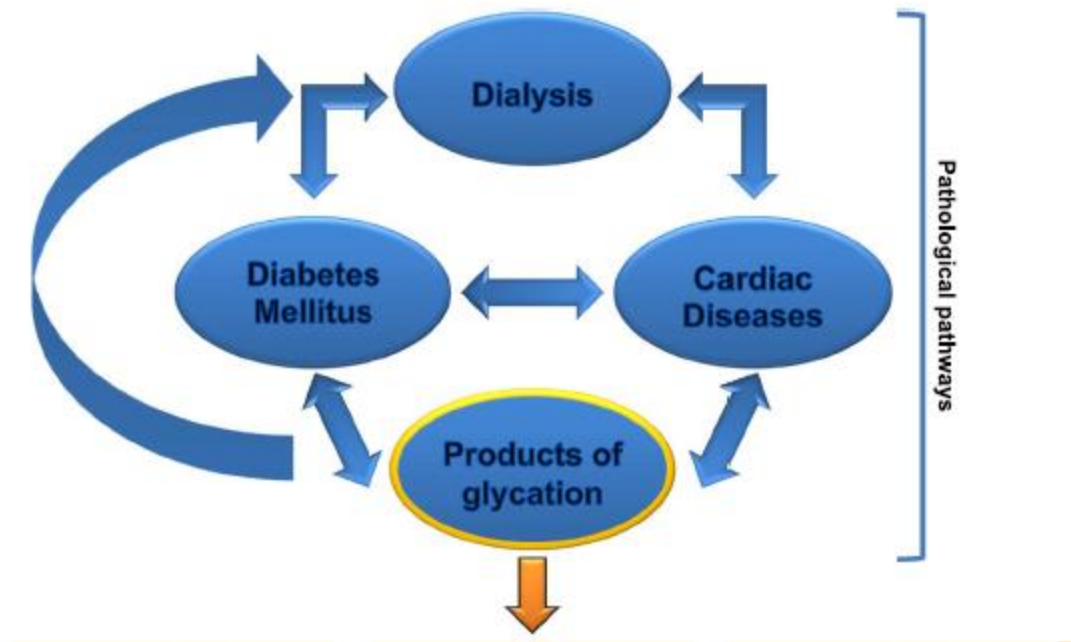 Dialysis
Diabetes
Mellitus
Cardiac
Diseases
Products of
glycation
Pathological pathways